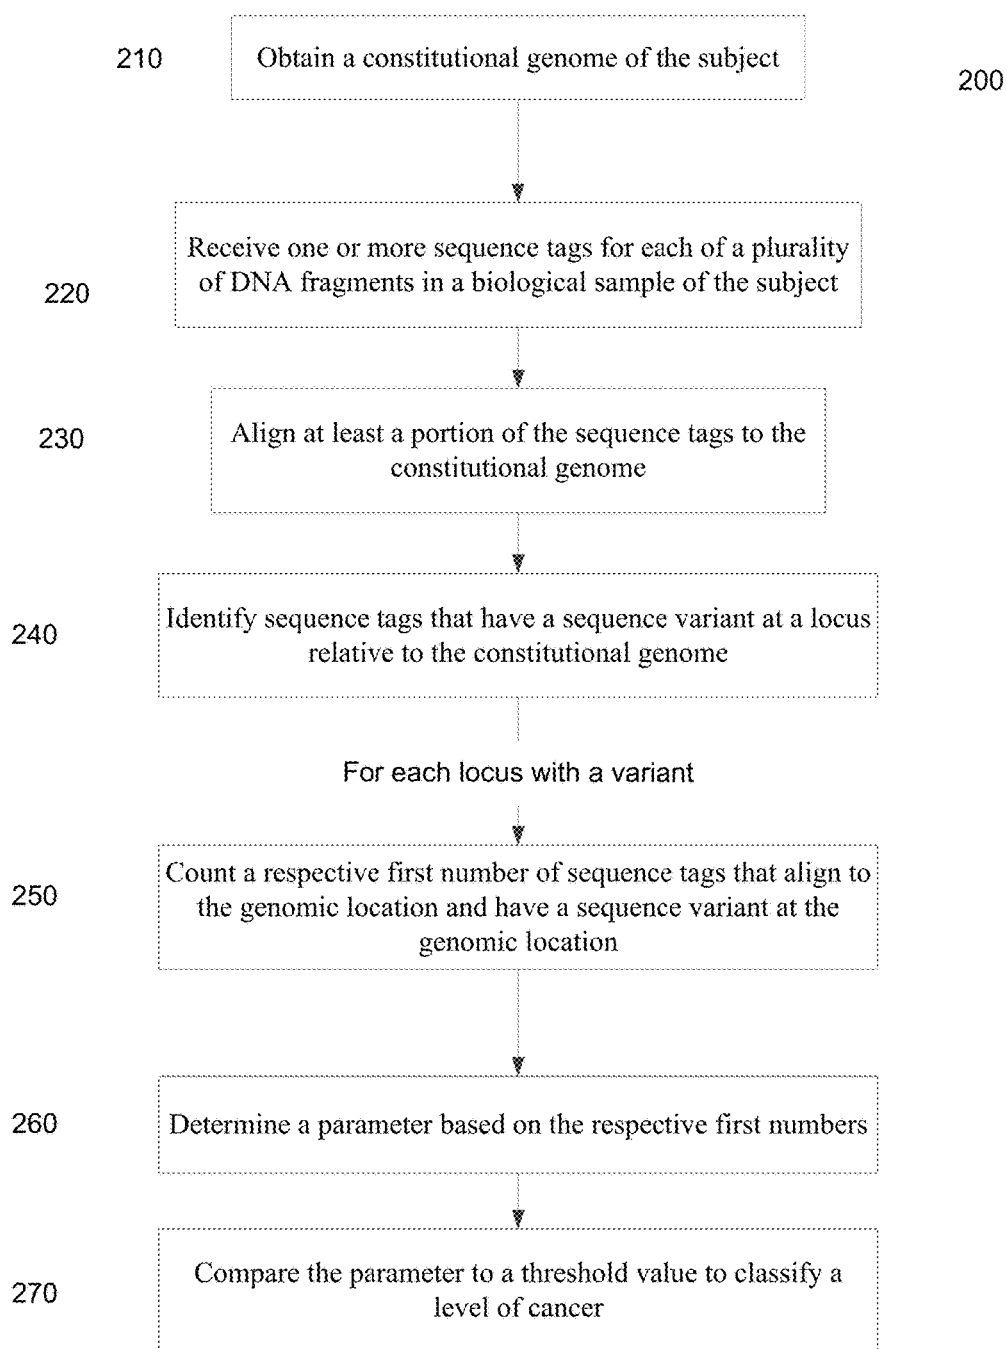 210
Obtain a constitutional genome of the subject
200
Receive one or more sequence tags for each of a plurality
of DNA fragments in a biological sample of the subject
220
230
Align at least a portion of the sequence tags to the
constitutional genome
240
Identify sequence tags that have a sequence variant at a locus
relative to the constitutional genome
For each locus with a variant
250
Count a respective first number of sequence tags that align to
the genomic location and have a sequence variant at the
genomic location
260
Determine a parameter based on the respective first numbers
270
Compare the parameter to a threshold value to classify a
level of cancer